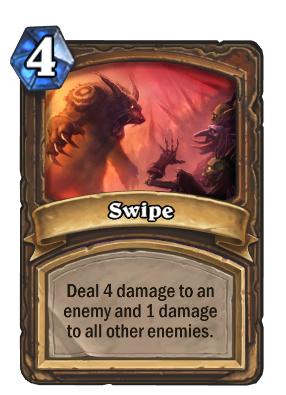 4
Swipe
Deal 4 damage to an
enemy and 1 damage
to all other enemies.